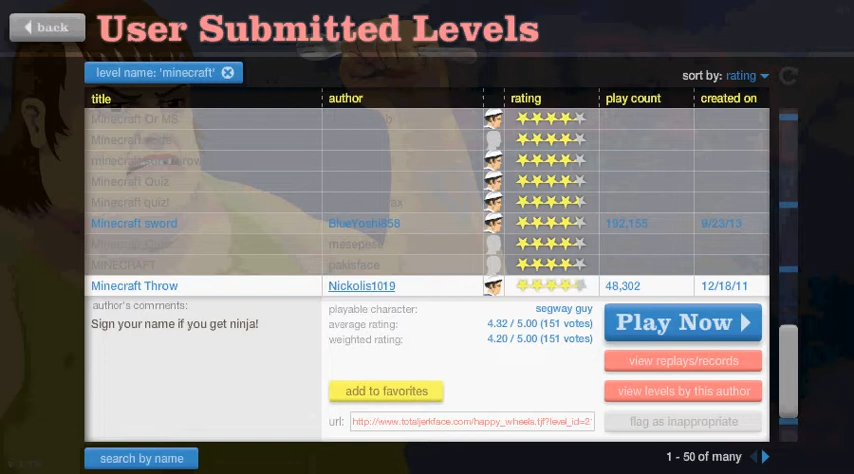 back
User Submitted Levels
level name: 'minecraft'
sort by: rating
title author rating play count created on
Minecraft Or MS
Minecraft
minecraft
Minecraft Quiz
Minecraft quiz!
Minecraft sword BlueYoshi858 192,155 9/23/13
Minecraft mesepese
MINECRAFT pakisface
Minecraft Throw Nickolis1019 48,302 12/18/11
author's comments:
Sign your name if you get ninja!
playable character: segway guy
average rating: 4.32 / 5.00 (151 votes)
weighted rating: 4.20 / 5.00 (151 votes)
Play Now
view replays/records
add to favorites
view levels by this author
url: http://www.totaljerkface.com/happy_wheels.tjf?level_id=2
flag as inappropriate
search by name
1 - 50 of many